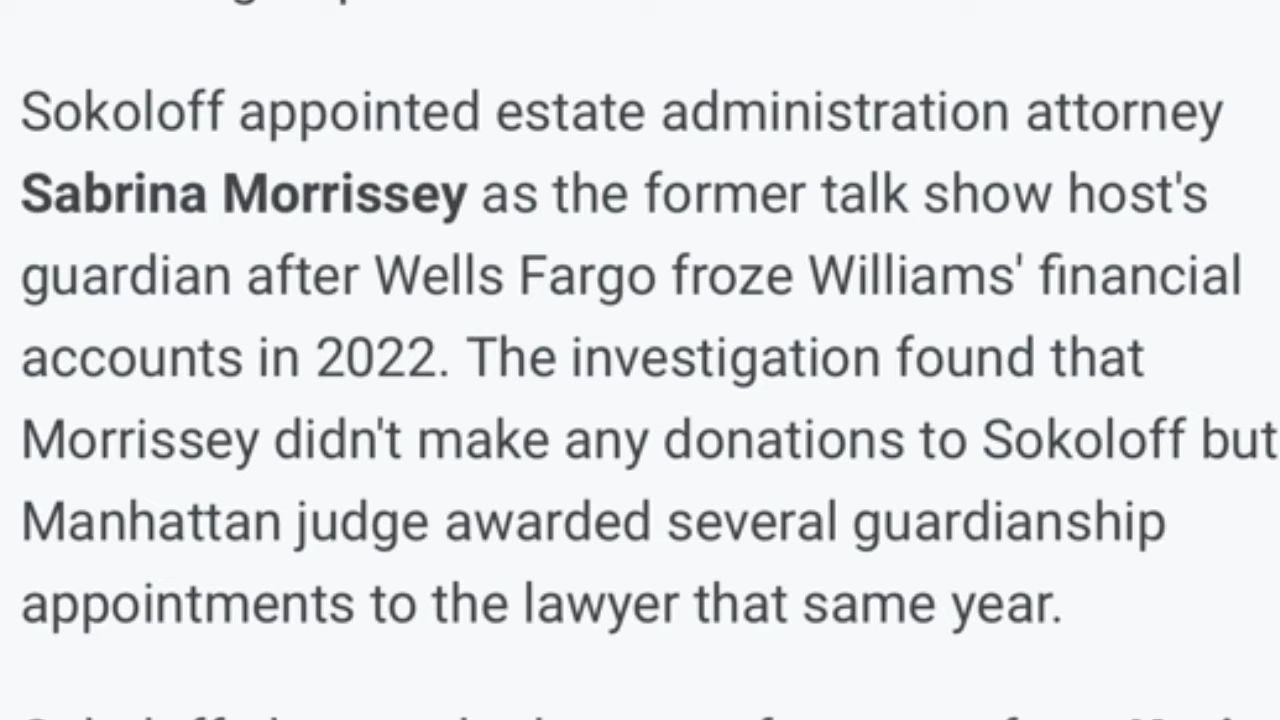 Sokoloff appointed estate administration attorney
Sabrina Morrissey as the former talk show host's
guardian after Wells Fargo froze Williams' financial
accounts in 2022. The investigation found that
Morrissey didn't make any donations to Sokoloff but
Manhattan judge awarded several guardianship
appointments to the lawyer that same year.